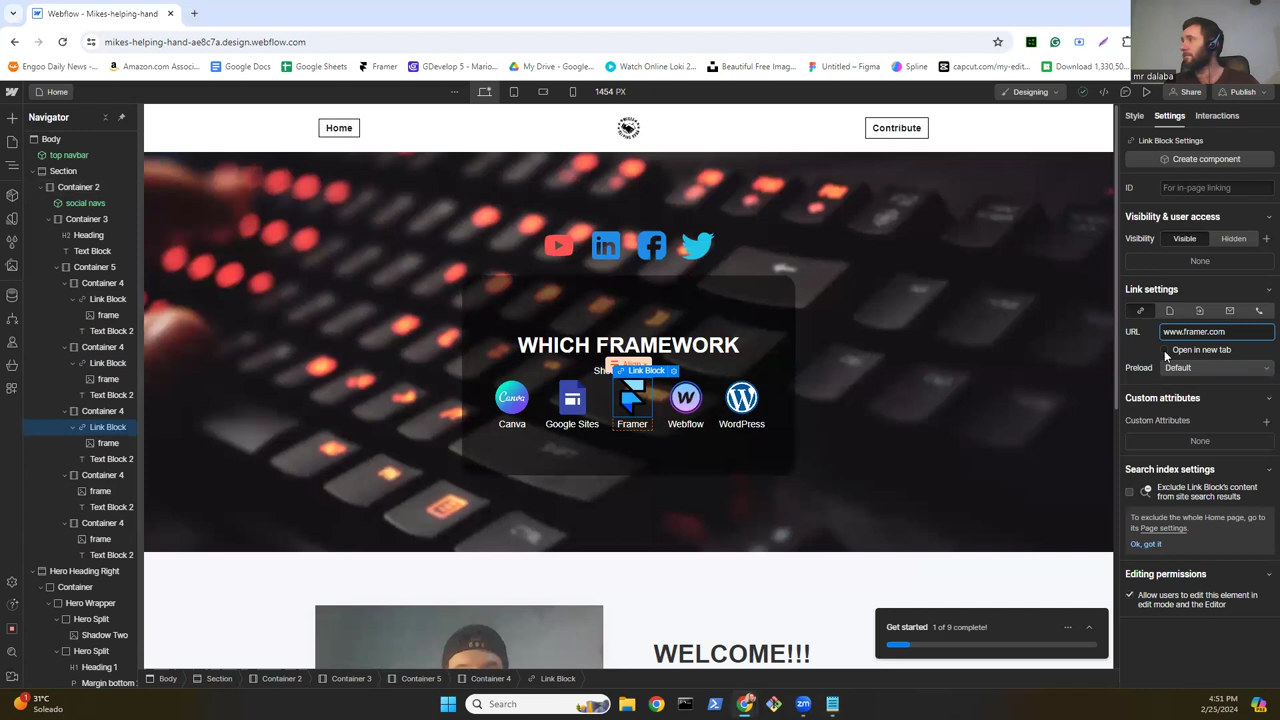 Webflow - Mikes-helping-hand
mikes-helping-hand-ae8c7a.design.webflow.com
Engoo Daily News -...
Amazon.com Associ...
Google Docs
Google Sheets
Framer
GDevelop 5 - Mario...
My Drive - Google...
Watch Online Loki 2...
Beautiful Free Imag...
Untitled – Figma
Spline
capcut.com/my-edit...
Download 1,330,50...
mr dalaba
Home
1454 PX
Designing
Share
Publish
Navigator
Body
top navbar
Section
Container 2
social navs
Container 3
Heading
Text Block
Container 5
Container 4
Link Block
frame
Text Block 2
Container 4
Link Block
frame
Text Block 2
Container 4
Link Block
frame
Text Block 2
Container 4
frame
Text Block 2
Container 4
frame
Text Block 2
Hero Heading Right
Container
Hero Wrapper
Hero Split
Shadow Two
Hero Split
Heading 1
Margin bottom
Home
Contribute
WHICH FRAMEWORK
Link Block
Canva
Google Sites
Framer
Webflow
WordPress
WELCOME!!!
Get started 1 of 9 complete!
Body
Section
Container 2
Container 3
Container 5
Container 4
Link Block
Style
Settings
Interactions
Link Block Settings
Create component
ID
For in-page linking
Visibility & user access
Visibility
Visible
Hidden
None
Link settings
URL
www.framer.com
Open in new tab
Preload
Default
Custom attributes
Custom Attributes
None
Search index settings
Exclude Link Block's content
from site search results
To exclude the whole Home page, go to
its Page settings.
Ok, got it
Editing permissions
Allow users to edit this element in
edit mode and the Editor
31°C
Soleado
Search
4:51 PM
2/25/2024